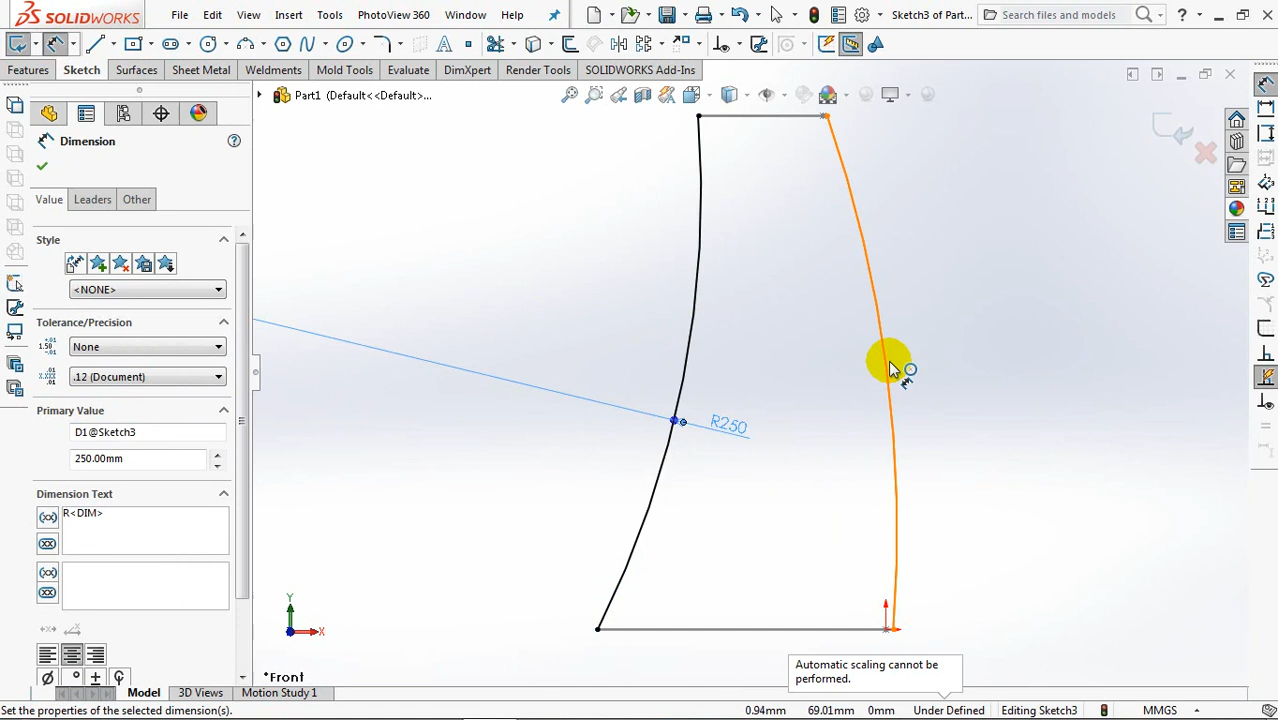 SOLIDWORKS File Edit View Insert Tools PhotoView 360 Window Help Sketch3 of Part... Search files and models ?
Features Sketch Surfaces Sheet Metal Weldments Mold Tools Evaluate DimXpert Render Tools SOLIDWORKS Add-Ins
Part1 (Default<<Default>...
Dimension
?
Value Leaders Other
Style
<NONE>
Tolerance/Precision
None
.12 (Document)
Primary Value
D1@Sketch3
250.00mm
Dimension Text
R<DIM>
R250
Y
X
*Front
Automatic scaling cannot be
performed.
Model 3D Views Motion Study 1
Set the properties of the selected dimension(s). 0.94mm 69.01mm 0mm Under Defined Editing Sketch3 MMGS